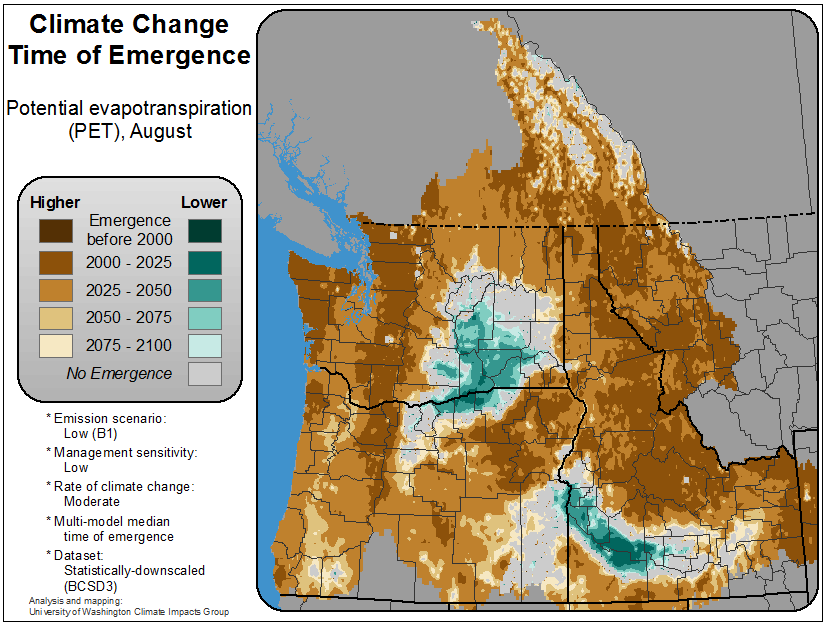 Climate Change
Time of Emergence
Potential evapotranspiration
(PET), August
Higher Lower
Emergence
before 2000
2000 - 2025
2025 - 2050
2050 - 2075
2075 - 2100
No Emergence
* Emission scenario:
Low (B1)
* Management sensitivity:
Low
* Rate of climate change:
Moderate
* Multi-model median
time of emergence
* Dataset:
Statistically-downscaled
(BCSD3)
Analysis and mapping:
University of Washington Climate Impacts Group